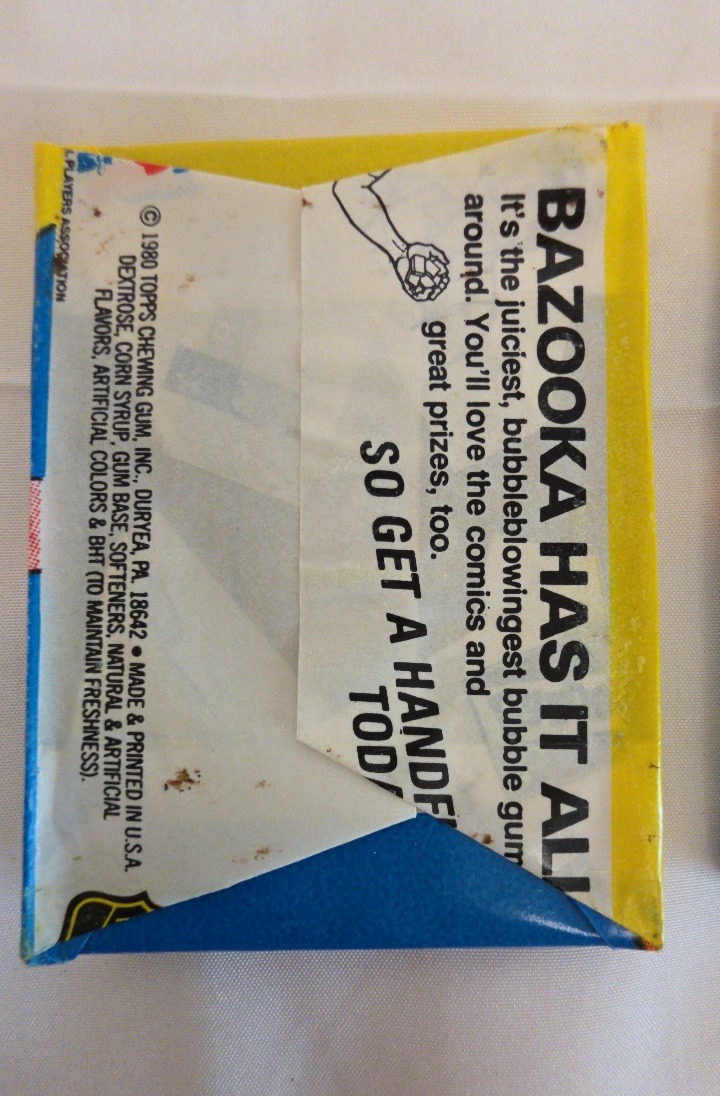 BAZOOKA HAS IT ALL
It's the juiciest, bubbleblowingest bubble gum
around. You'll love the comics and
great prizes, too.
SO GET A HANDF
TODA
© 1980 TOPPS CHEWING GUM, INC., DURYEA, PA. 18642 • MADE & PRINTED IN U.S.A.
DEXTROSE, CORN SYRUP, GUM BASE, SOFTENERS, NATURAL & ARTIFICIAL
FLAVORS, ARTIFICIAL COLORS & BHT (TO MAINTAIN FRESHNESS).
L PLAYERS ASSOCIATION